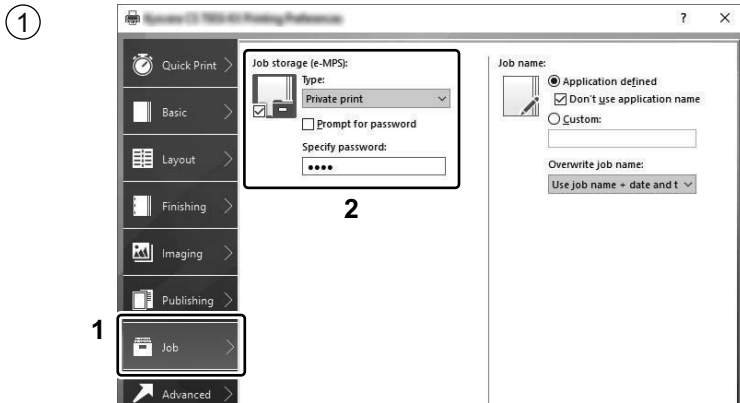 1
? ×
Quick Print
Basic
Layout
Finishing
Imaging
Publishing
1
Job
Advanced
Job storage (e-MPS):
Type:
Private print
Prompt for password
Specify password:
••••
2
Job name:
Application defined
Don't use application name
Custom:
Overwrite job name:
Use job name + date and t